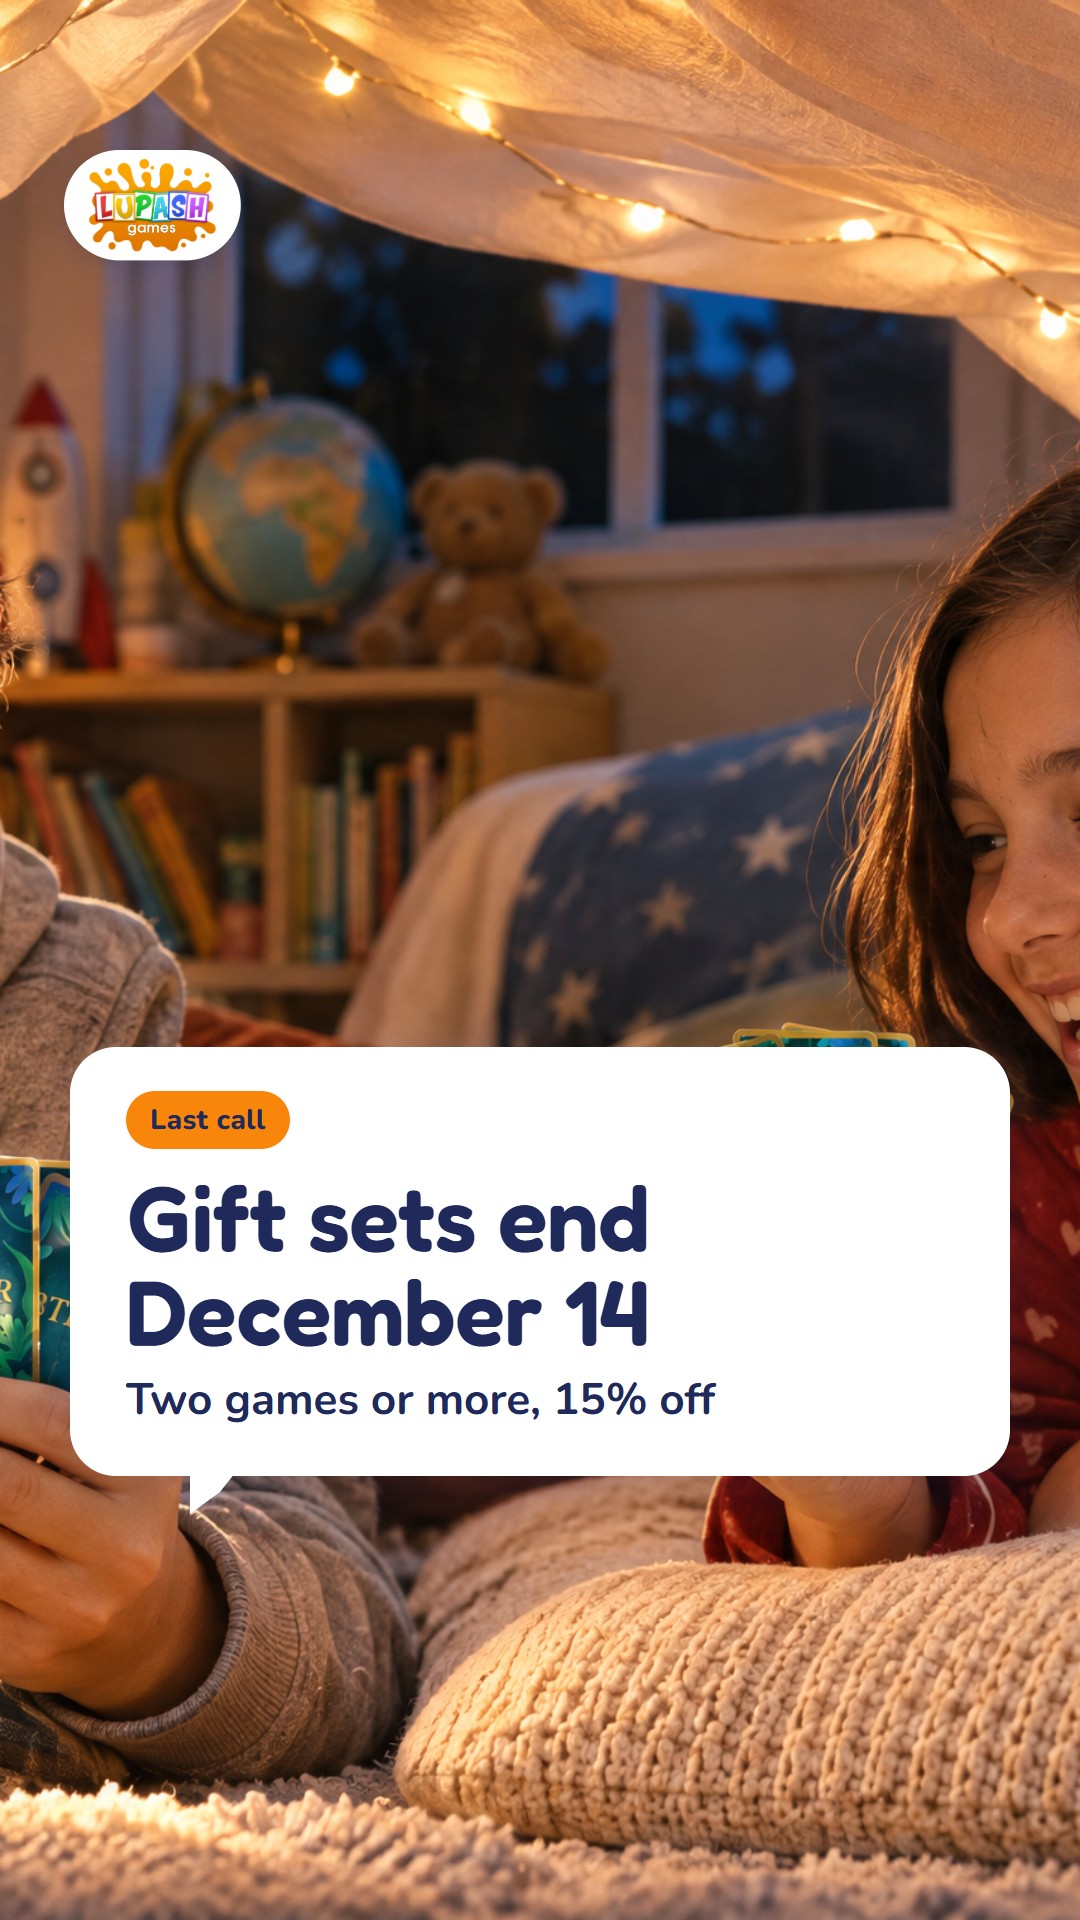 LUPASH
games
Last call
Gift sets end
December 14
Two games or more, 15% off